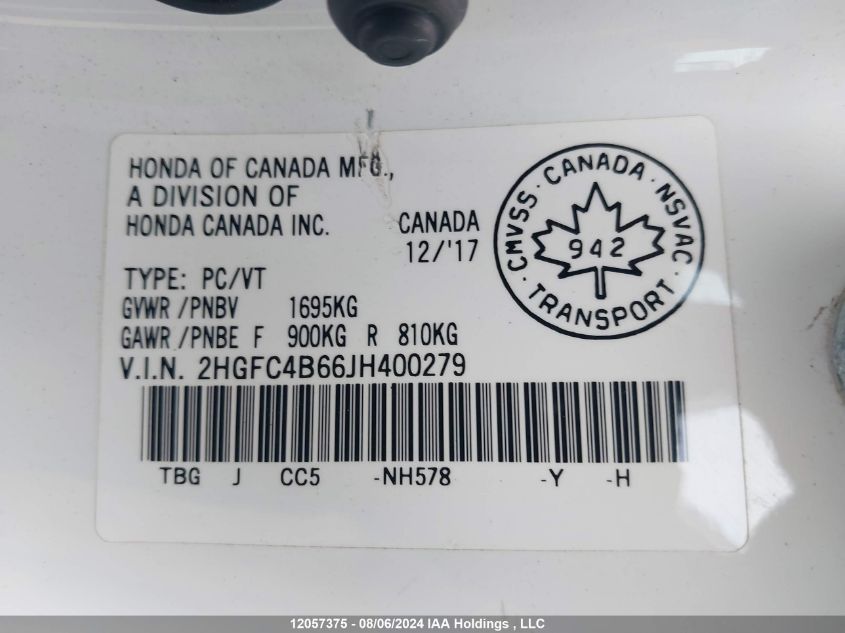 HONDA OF CANADA MFG.,
A DIVISION OF
HONDA CANADA INC.
CANADA
12/'17
CMVSS · CANADA · NSVAC
942
· TRANSPORT ·
TYPE: PC/VT
GVWR /PNBV 1695KG
GAWR /PNBE F 900KG R 810KG
V.I.N. 2HGFC4B66JH400279
TBG J CC5 -NH578 -Y -H
12057375 - 08/06/2024 IAA Holdings , LLC